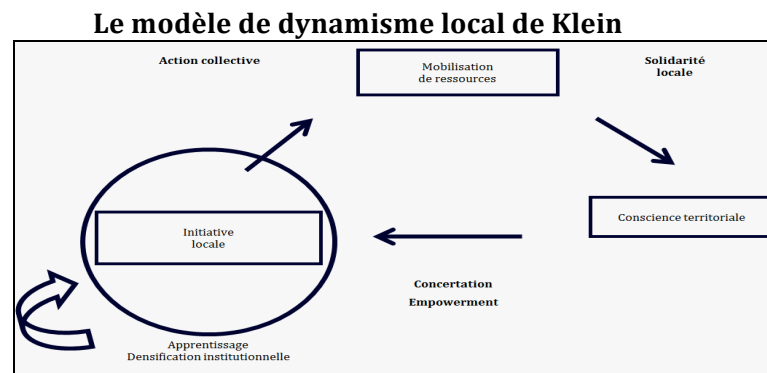 Le modèle de dynamisme local de Klein
Action collective
Mobilisation
de ressources
Solidarité
locale
Conscience territoriale
Initiative
locale
Concertation
Empowerment
Apprentissage
Densification institutionnelle